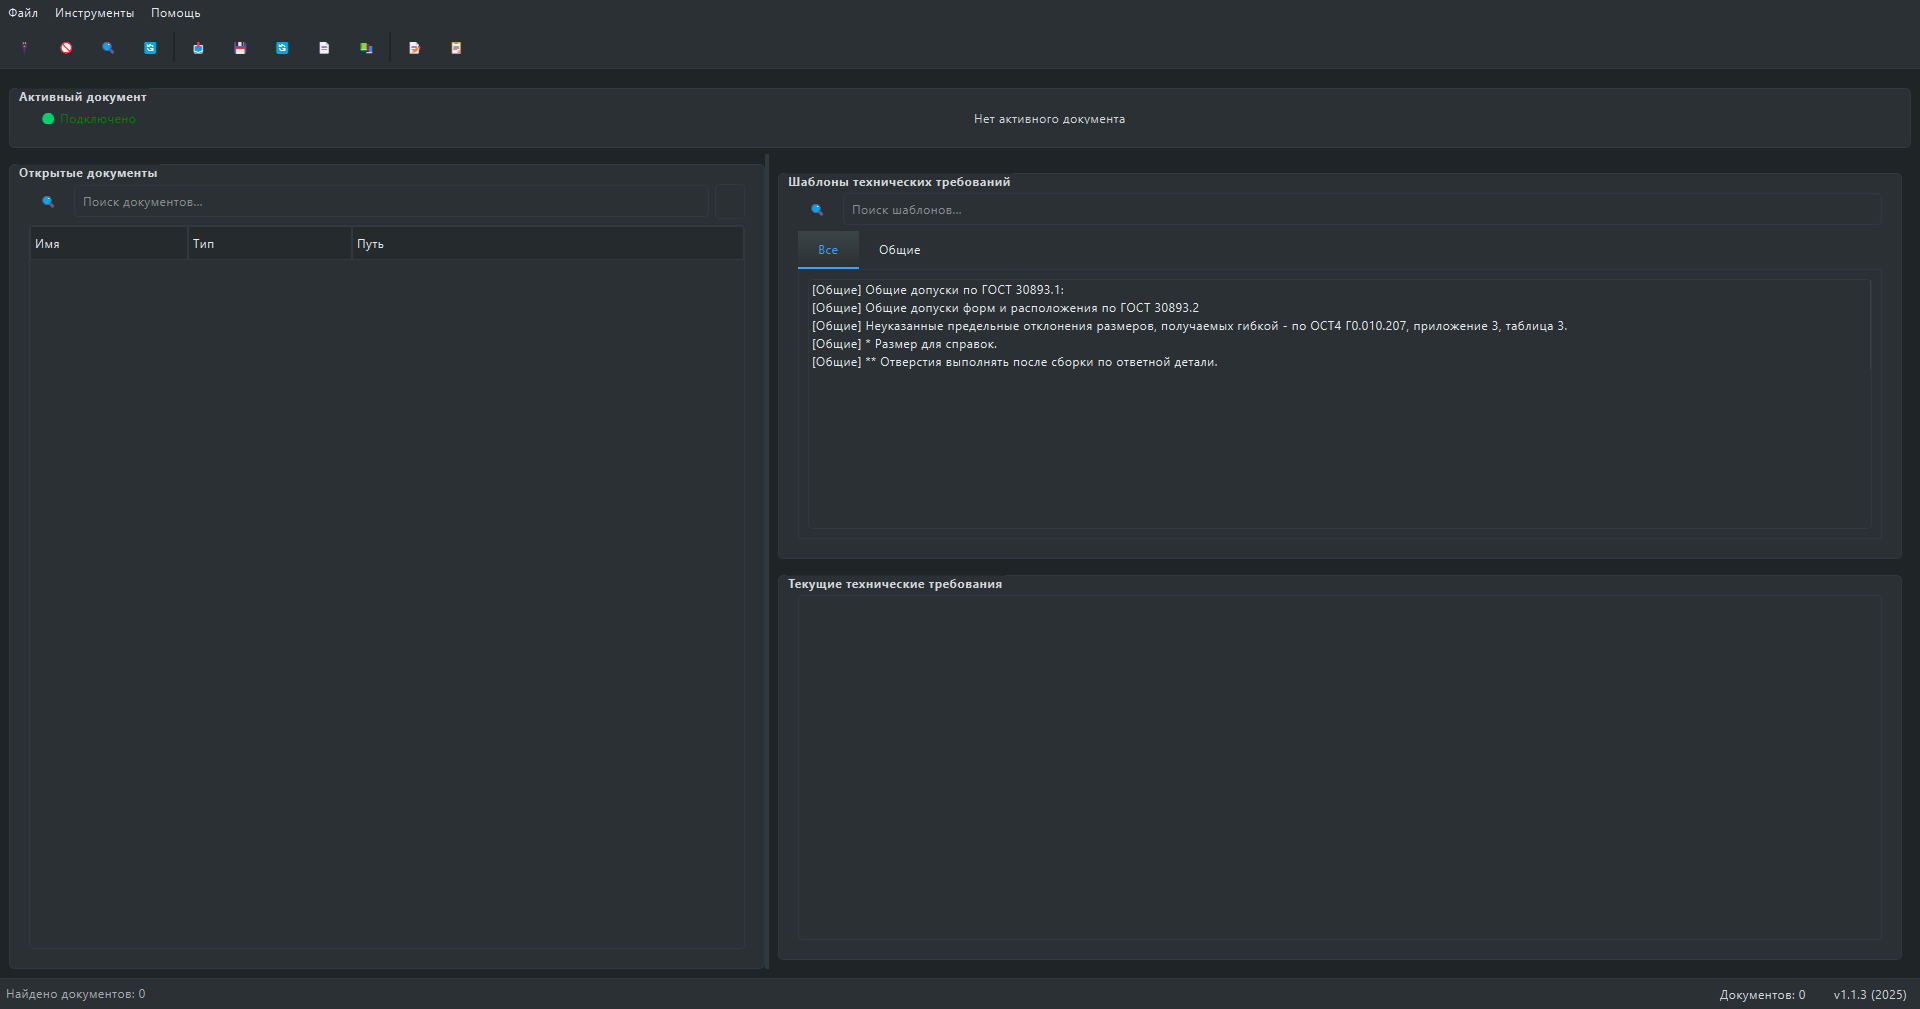 Файл Инструменты Помощь
Активный документ
Подключено
Нет активного документа
Открытые документы
Поиск документов...
Имя Тип Путь
Шаблоны технических требований
Поиск шаблонов...
Все Общие
[Общие] Общие допуски по ГОСТ 30893.1:
[Общие] Общие допуски форм и расположения по ГОСТ 30893.2
[Общие] Неуказанные предельные отклонения размеров, получаемых гибкой - по ОСТ4 Г0.010.207, приложение 3, таблица 3.
[Общие] * Размер для справок.
[Общие] ** Отверстия выполнять после сборки по ответной детали.
Текущие технические требования
Найдено документов: 0
Документов: 0 v1.1.3 (2025)